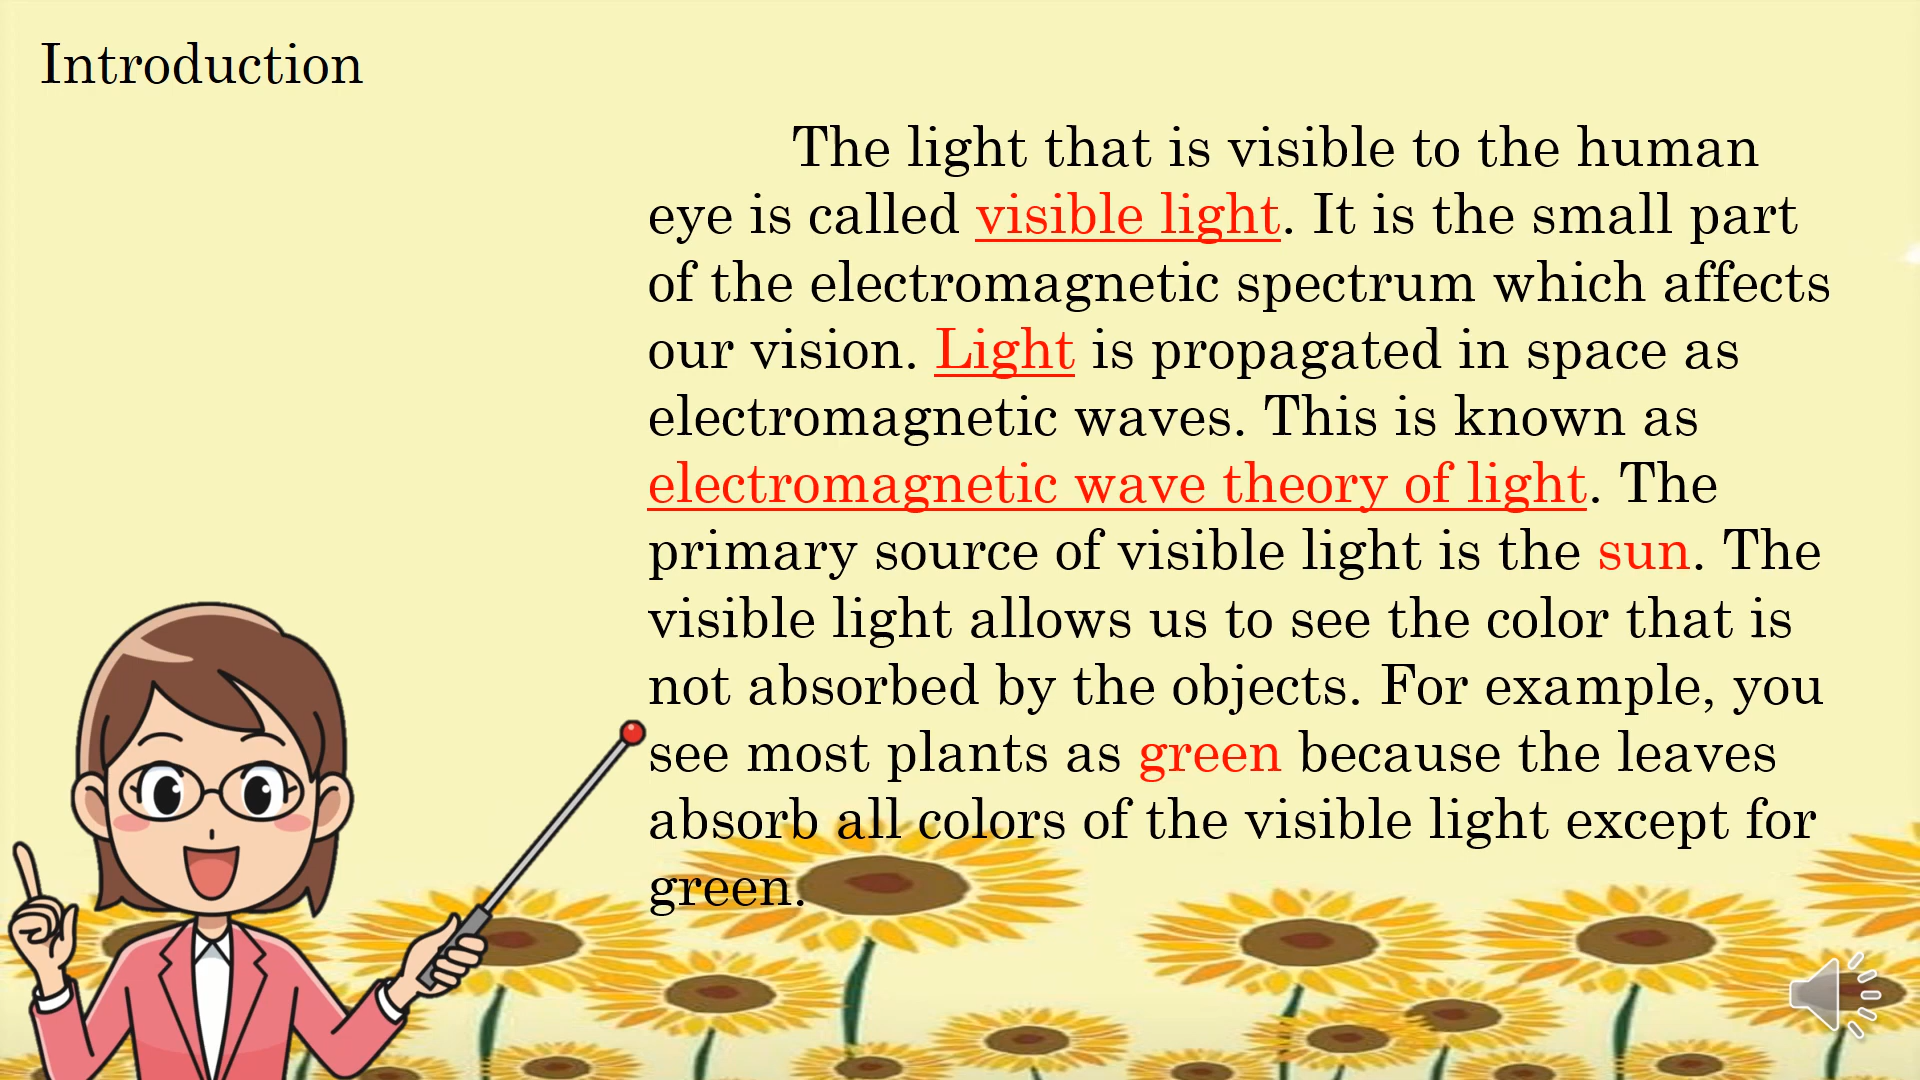 Introduction
The light that is visible to the human
eye is called visible light. It is the small part
of the electromagnetic spectrum which affects
our vision. Light is propagated in space as
electromagnetic waves. This is known as
electromagnetic wave theory of light. The
primary source of visible light is the sun. The
visible light allows us to see the color that is
not absorbed by the objects. For example, you
see most plants as green because the leaves
absorb all colors of the visible light except for
green.